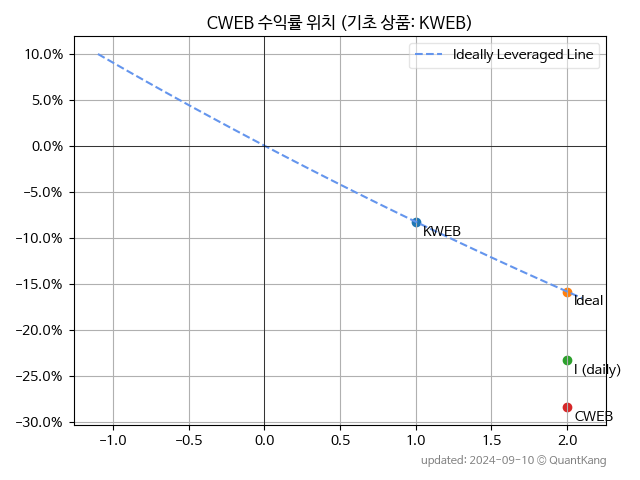 CWEB 수익률 위치 (기초 상품: KWEB)
Ideally Leveraged Line
10.0%
5.0%
0.0%
−5.0%
−10.0%
−15.0%
−20.0%
−25.0%
−30.0%
KWEB
Ideal
I (daily)
CWEB
−1.0 −0.5 0.0 0.5 1.0 1.5 2.0
updated: 2024-09-10 © QuantKang